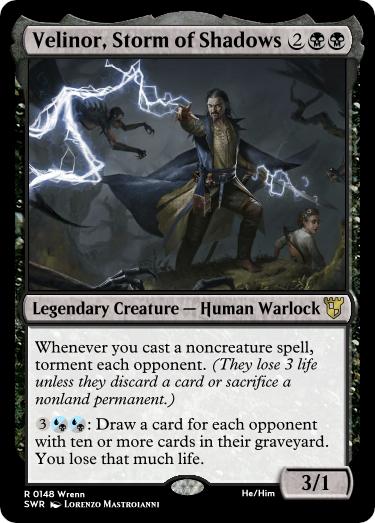 Velinor, Storm of Shadows 2
Legendary Creature — Human Warlock
Whenever you cast a noncreature spell,
torment each opponent. (They lose 3 life
unless they discard a card or sacrifice a
nonland permanent.)
3: Draw a card for each opponent
with ten or more cards in their graveyard.
You lose that much life.
3/1
R 0148 Wrenn
He/Him
SWR Lorenzo Mastroianni